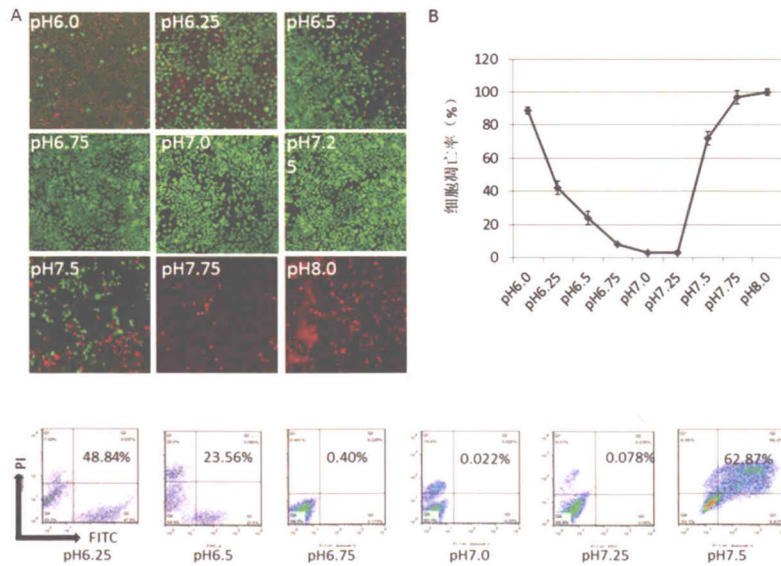 A
pH6.0
pH6.25
pH6.5
pH6.75
pH7.0
pH7.2
5
pH7.5
pH7.75
pH8.0
B
细胞凋亡率（%）
120
100
80
60
40
20
0
pH6.0
pH6.25
pH6.5
pH6.75
pH7.0
pH7.25
pH7.5
pH7.75
pH8.0
PI
FITC
48.84%
23.56%
0.40%
0.022%
0.078%
62.87%
pH6.25
pH6.5
pH6.75
pH7.0
pH7.25
pH7.5